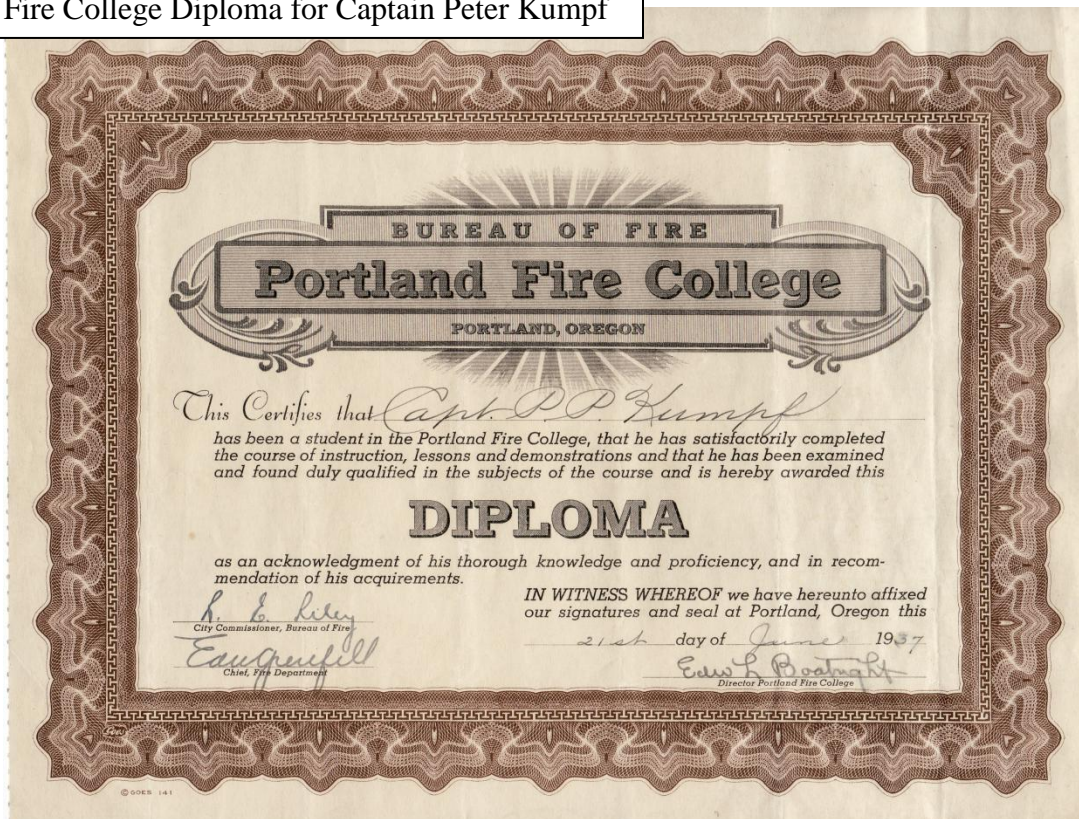 Fire College Diploma for Captain Peter Kumpf
BUREAU OF FIRE
Portland Fire College
PORTLAND, OREGON
This Certifies that Capt. P. P. Kumpf
has been a student in the Portland Fire College, that he has satisfactorily completed
the course of instruction, lessons and demonstrations and that he has been examined
and found duly qualified in the subjects of the course and is hereby awarded this
DIPLOMA
as an acknowledgment of his thorough knowledge and proficiency, and in recom-
mendation of his acquirements.
IN WITNESS WHEREOF we have hereunto affixed
our signatures and seal at Portland, Oregon this
21st day of June 1937
R. E. Riley
City Commissioner, Bureau of Fire
Edw Grenfell
Chief, Fire Department
Edw L Boatright
Director Portland Fire College
Goes
© GOES 141